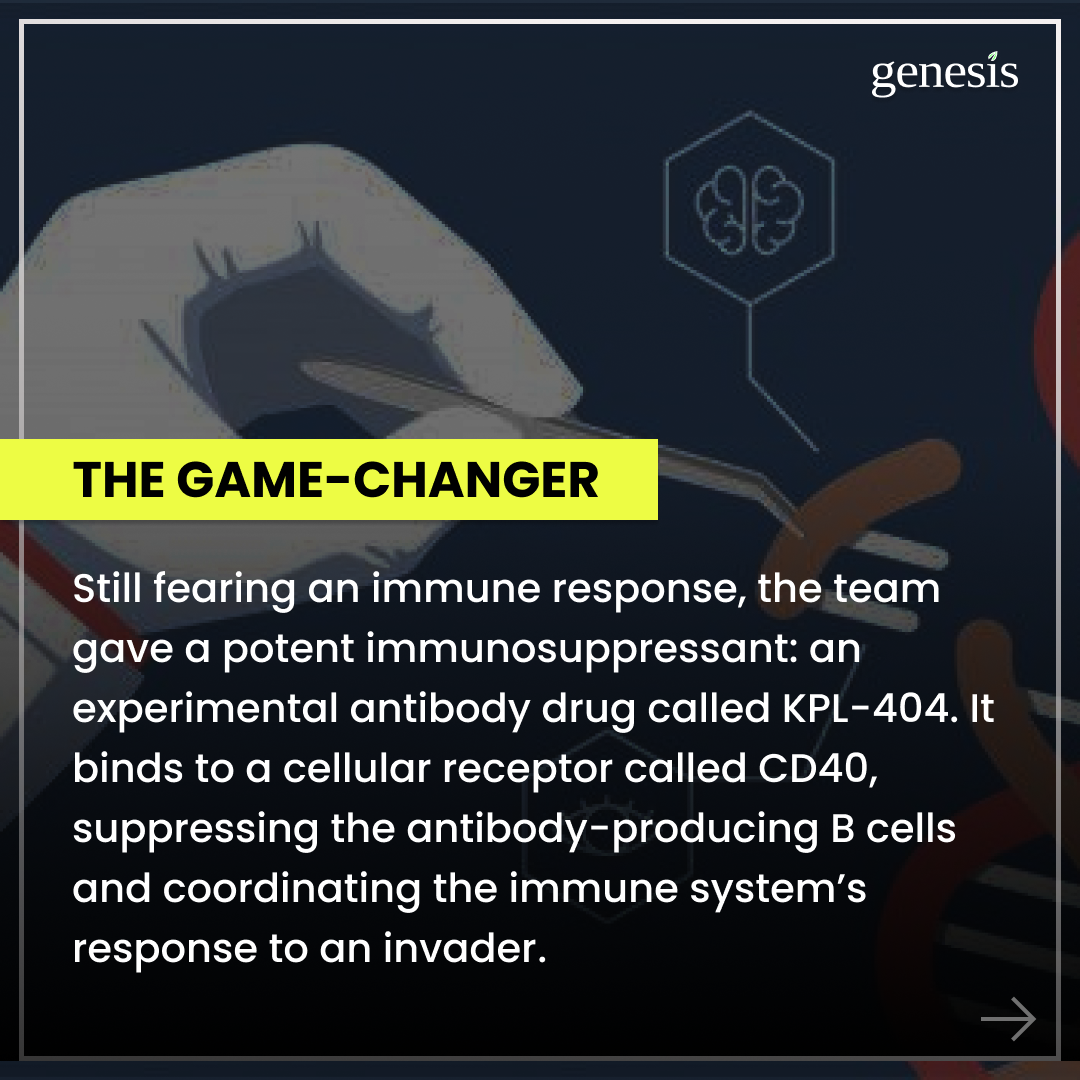 genesis
THE GAME-CHANGER
Still fearing an immune response, the team
gave a potent immunosuppressant: an
experimental antibody drug called KPL-404. It
binds to a cellular receptor called CD40,
suppressing the antibody-producing B cells
and coordinating the immune system’s
response to an invader.